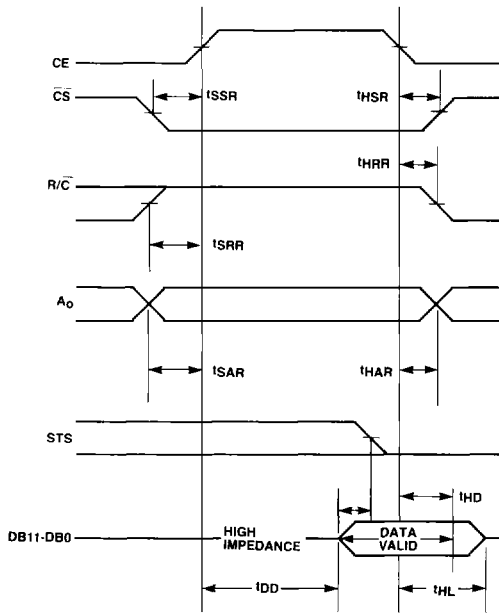 CE
tSSR
CS
tHSR
tHRR
R/C
tSRR
A0
tSAR
tHAR
STS
tHD
DB11-DB0
HIGH
IMPEDANCE
DATA
VALID
tDD
tHL